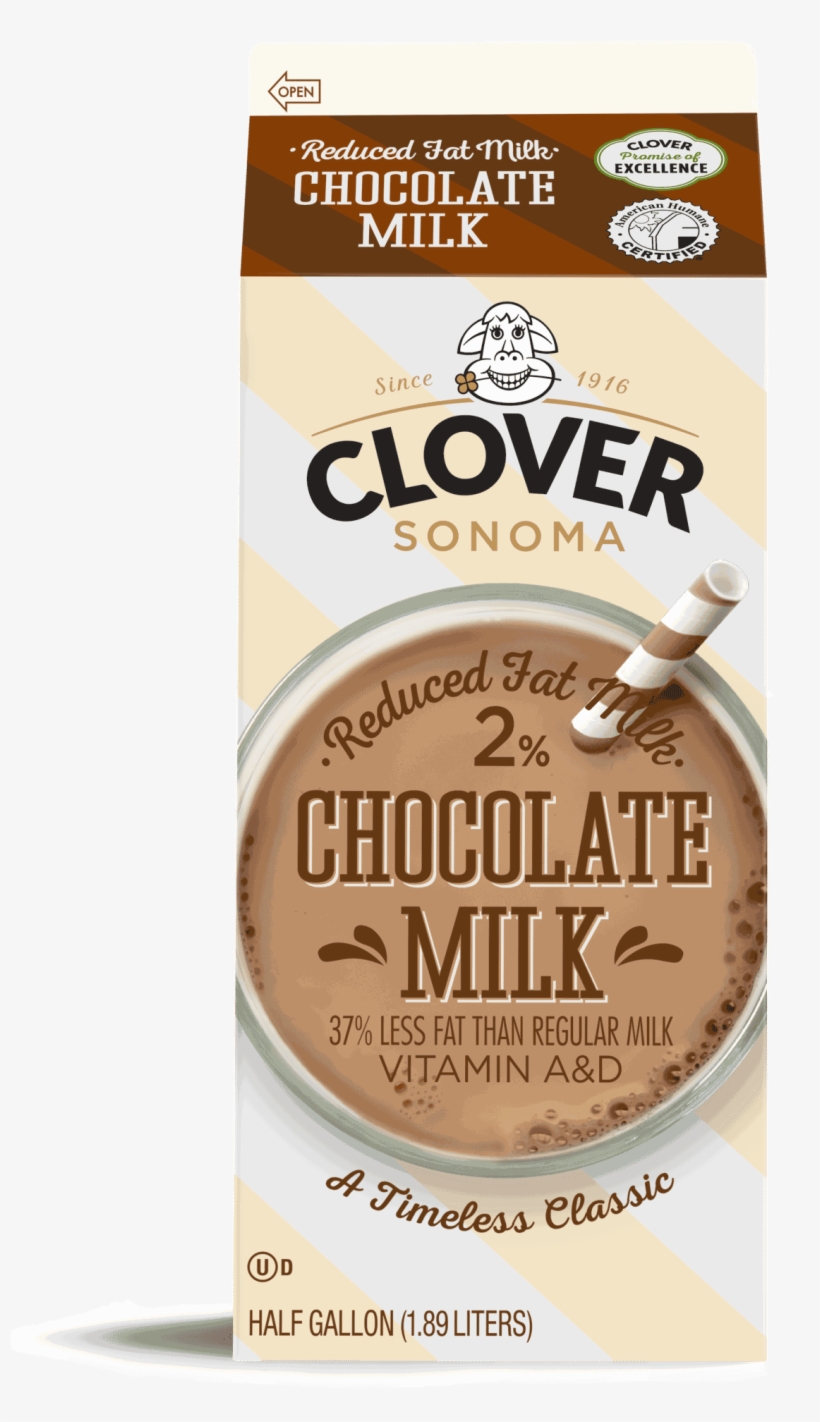 OPEN
·Reduced Fat Milk·
CHOCOLATE
MILK
CLOVER
Promise of
EXCELLENCE
American Humane
CERTIFIED
Since 1916
CLOVER
SONOMA
·Reduced Fat Milk·
2%
CHOCOLATE
MILK
37% LESS FAT THAN REGULAR MILK
VITAMIN A&D
A Timeless Classic
U D
HALF GALLON (1.89 LITERS)